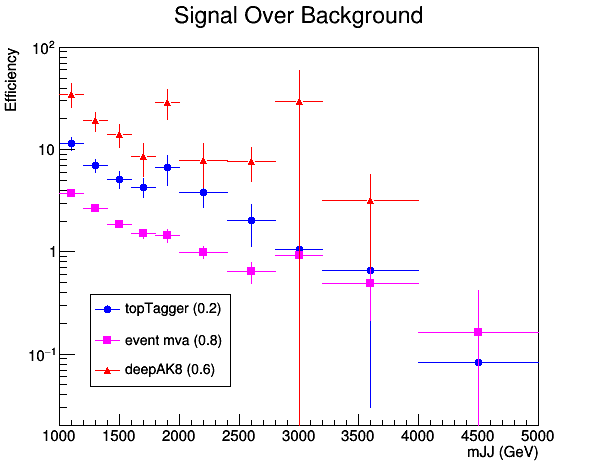 Signal Over Background
Efficiency
10²
10
1
10⁻¹
topTagger (0.2)
event mva (0.8)
deepAK8 (0.6)
1000 1500 2000 2500 3000 3500 4000 4500 5000
mJJ (GeV)